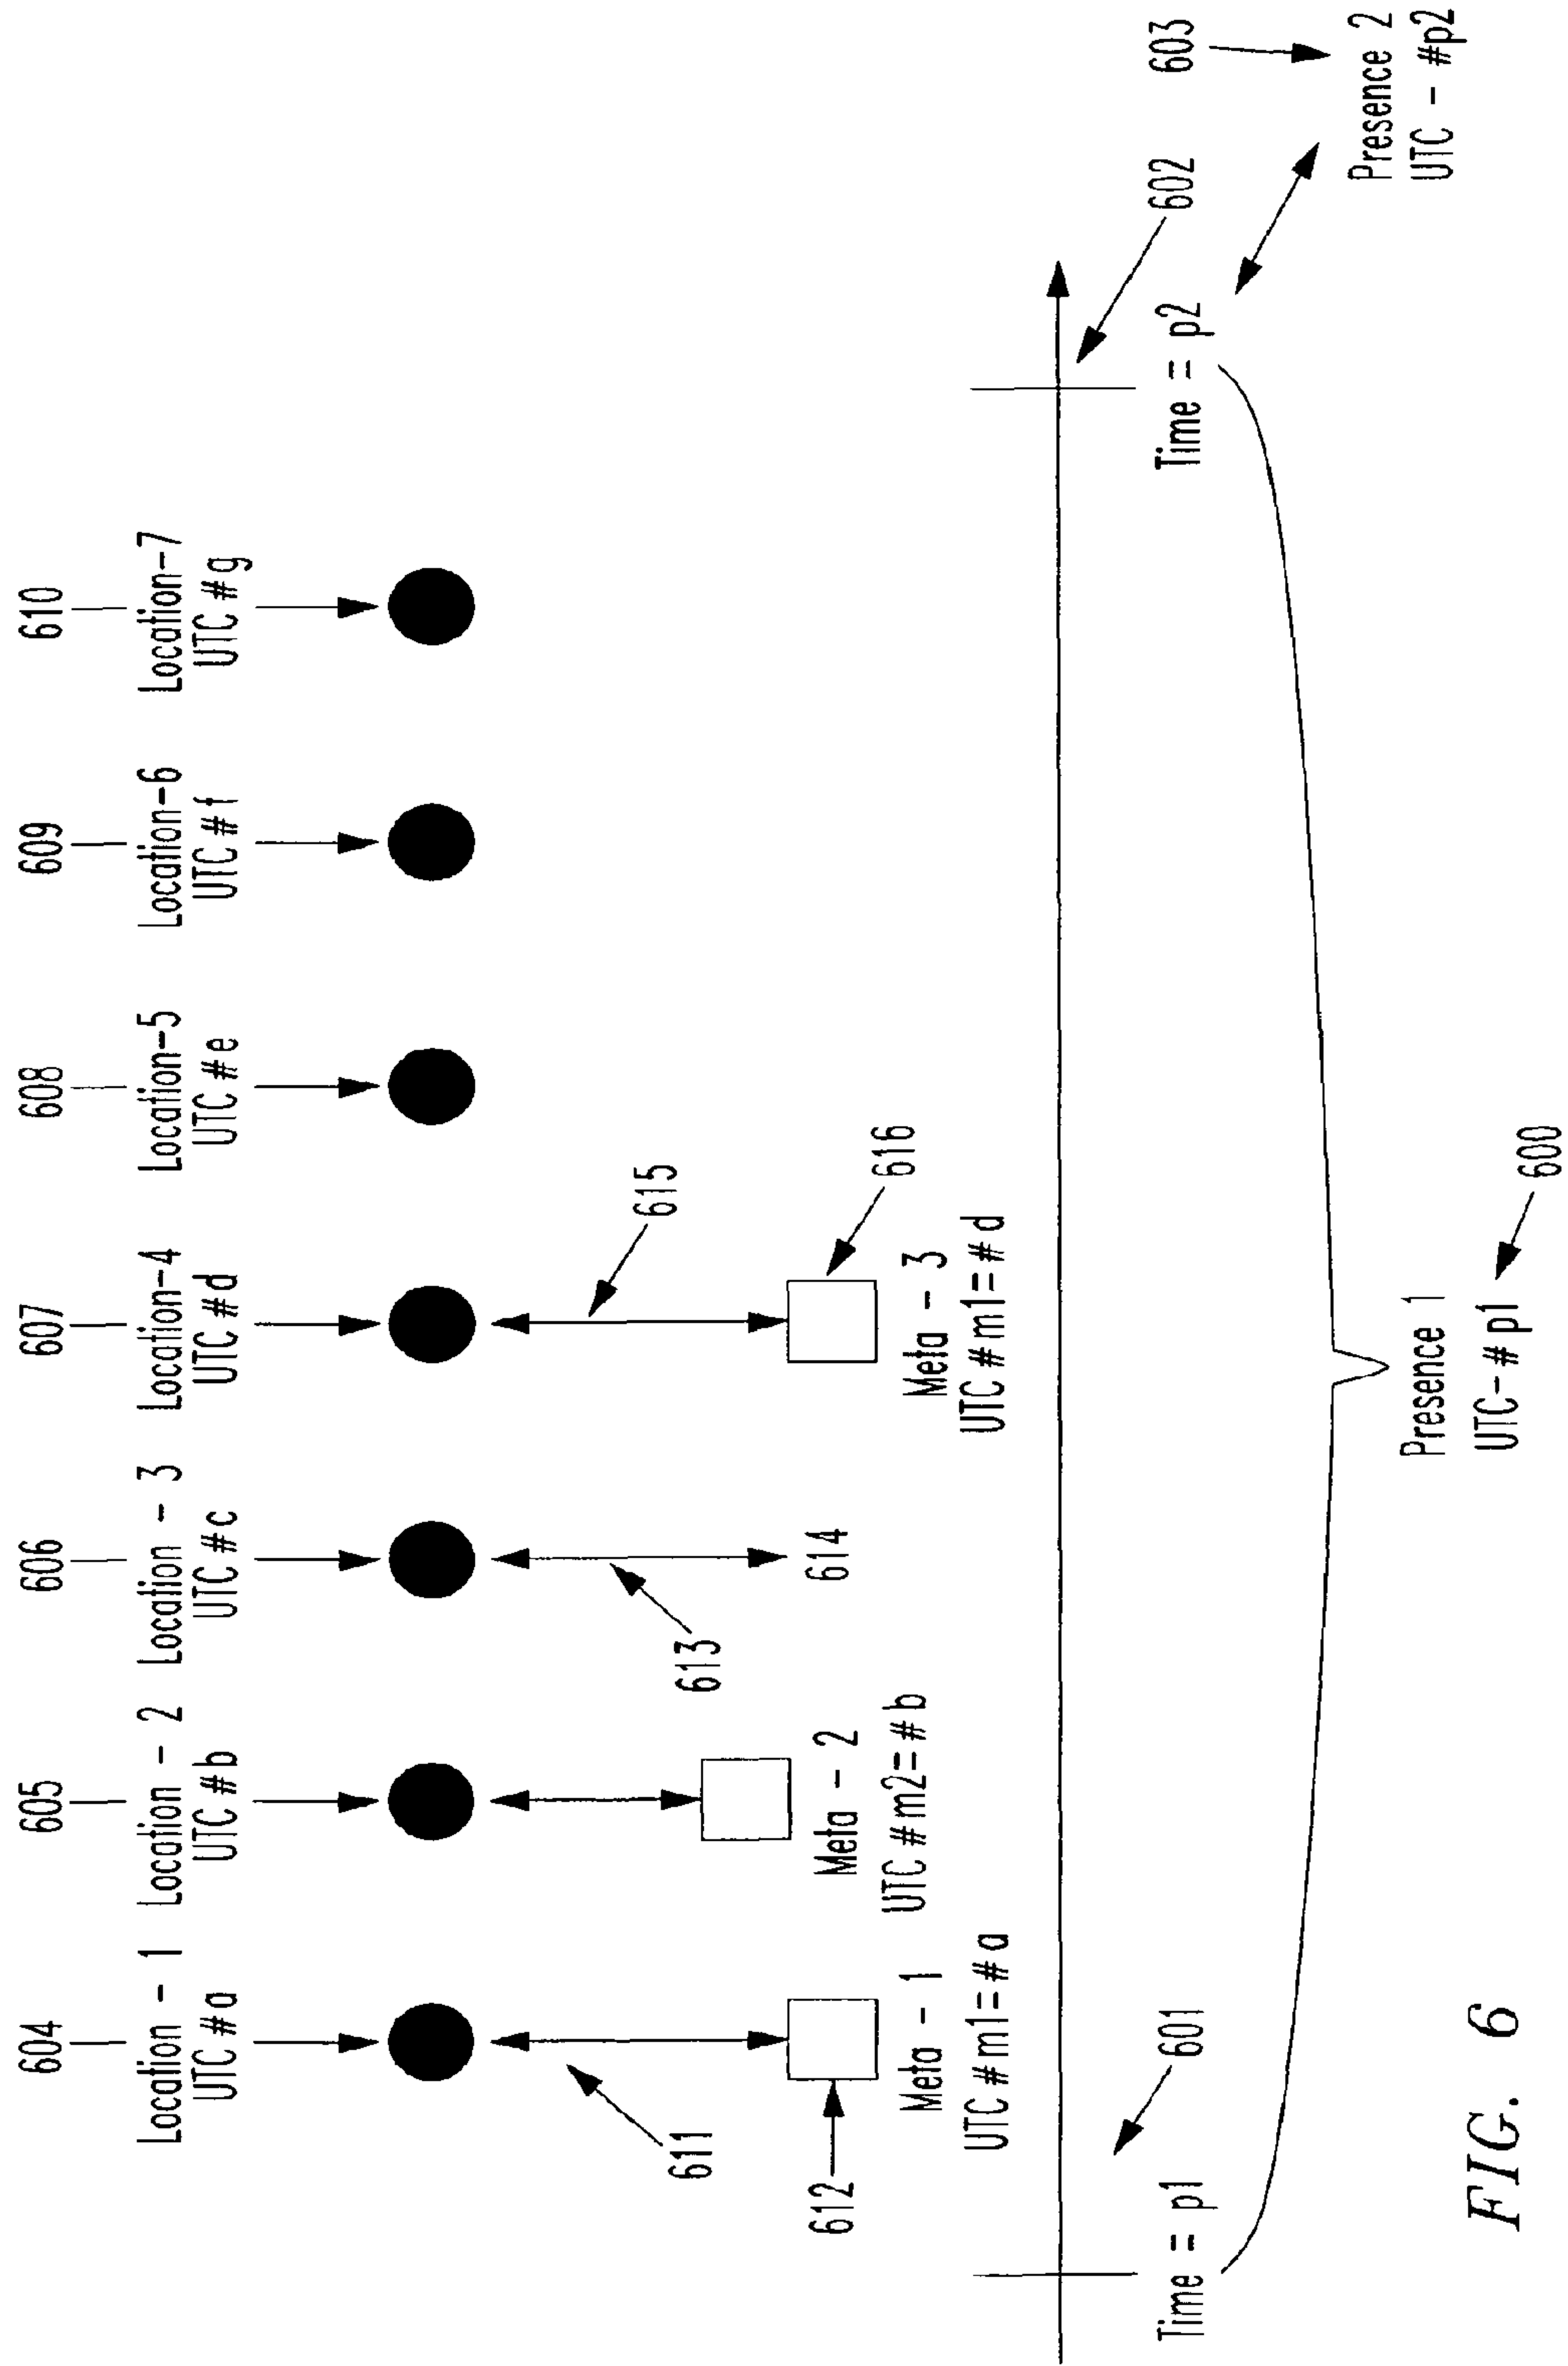 604
605
606
607
608
609
610
Location - 1
UTC #a
Location - 2
UTC #b
Location - 3
UTC #c
Location-4
UTC #d
Location-5
UTC #e
Location-6
UTC #f
Location-7
UTC #g
611
612
Meta - 1
UTC #m1=#a
Meta - 2
UTC #m2=#b
613
614
615
616
Meta - 3
UTC #m1=#d
601
Time = p1
602
Time = p2
603
Presence 2
UTC - #p2
Presence 1
UTC-#p1
600
FIG. 6